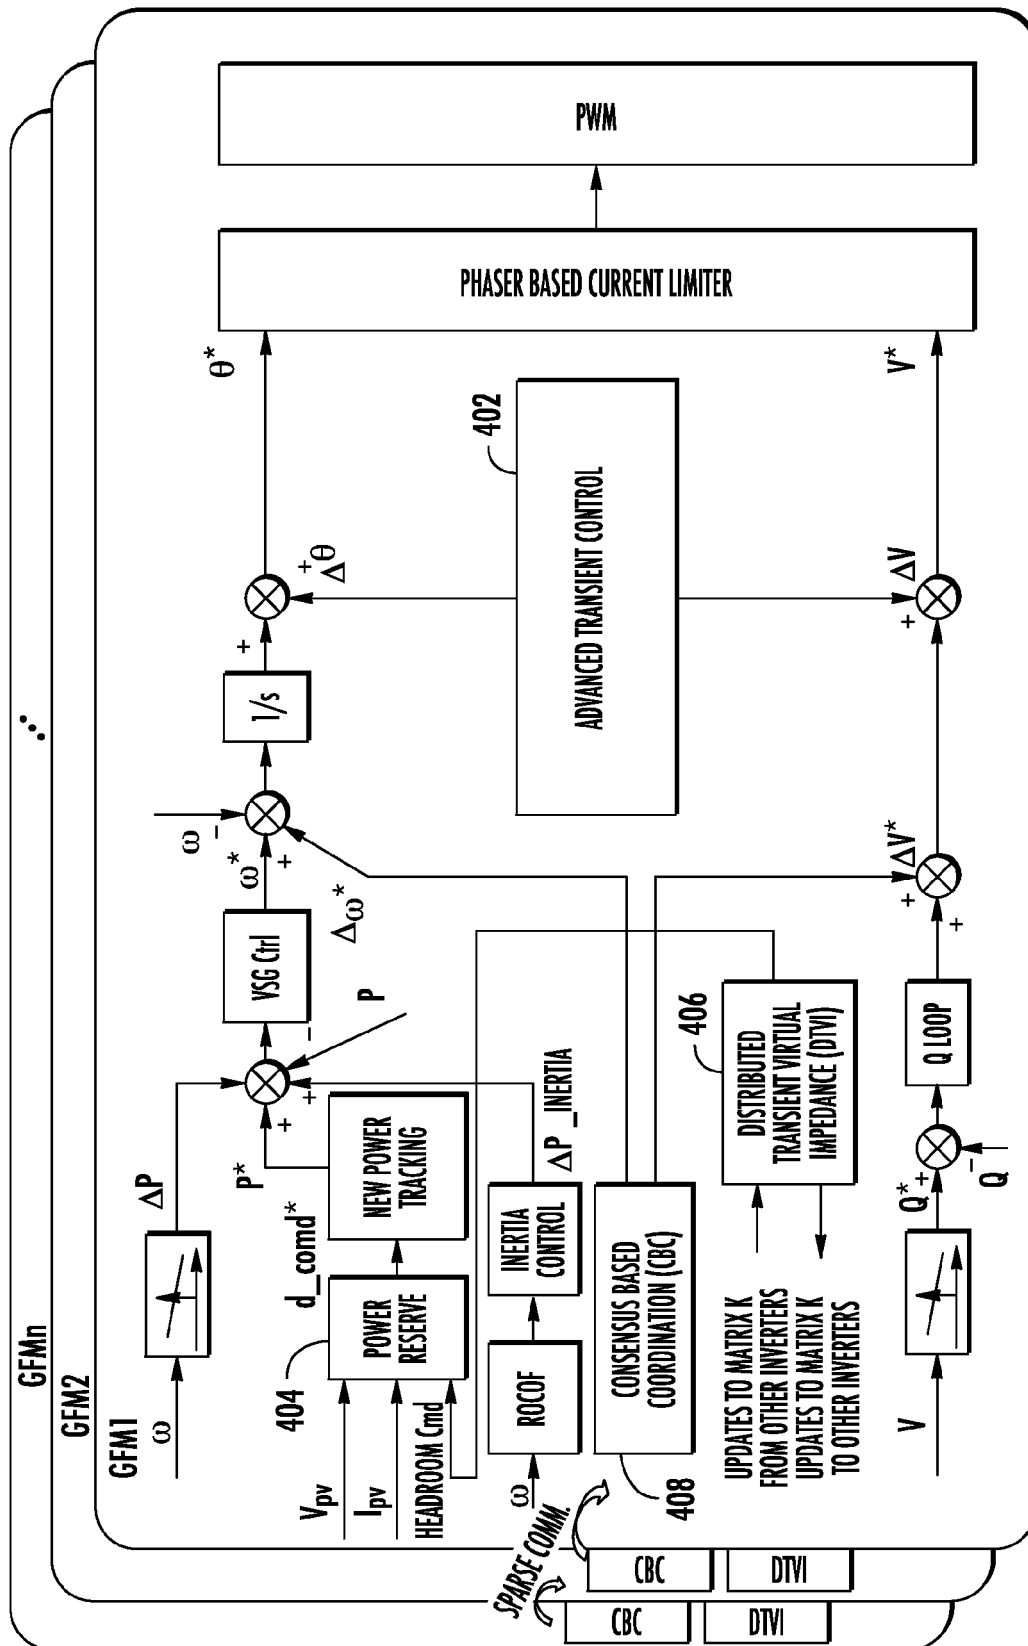 GFMn
GFM2
GFM1
ω
ΔP
V_pv
I_pv
HEADROOM Cmd
404
POWER
RESERVE
d_comd*
NEW POWER
TRACKING
P*
+
+
−
P
VSG Ctrl
ω*
+
ω
−
Δω*
1/s
+
+
Δθ
θ*
ω
ROCOF
INERTIA
CONTROL
ΔP_INERTIA
SPARSE COMM.
408
CONSENSUS BASED
COORDINATION (CBC)
402
ADVANCED TRANSIENT CONTROL
PHASER BASED CURRENT LIMITER
PWM
CBC
DTVI
CBC
DTVI
UPDATES TO MATRIX K
FROM OTHER INVERTERS
UPDATES TO MATRIX K
TO OTHER INVERTERS
406
DISTRIBUTED
TRANSIENT VIRTUAL
IMPEDANCE (DTVI)
V
Q*
+
−
Q
Q LOOP
+
+
ΔV*
+
ΔV
V*